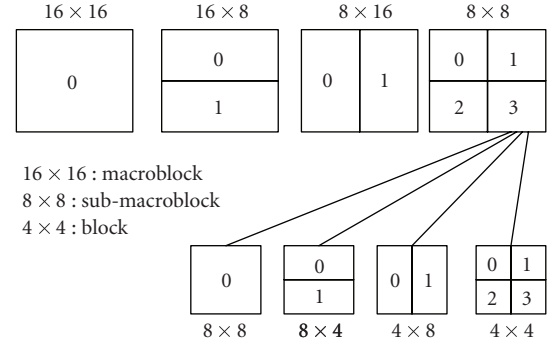 16 × 16 16 × 8 8 × 16 8 × 8
0 0 1 0 1 0 1 2 3
16 × 16 : macroblock
8 × 8 : sub-macroblock
4 × 4 : block
0 0 1 0 1 0 1 2 3
8 × 8 8 × 4 4 × 8 4 × 4